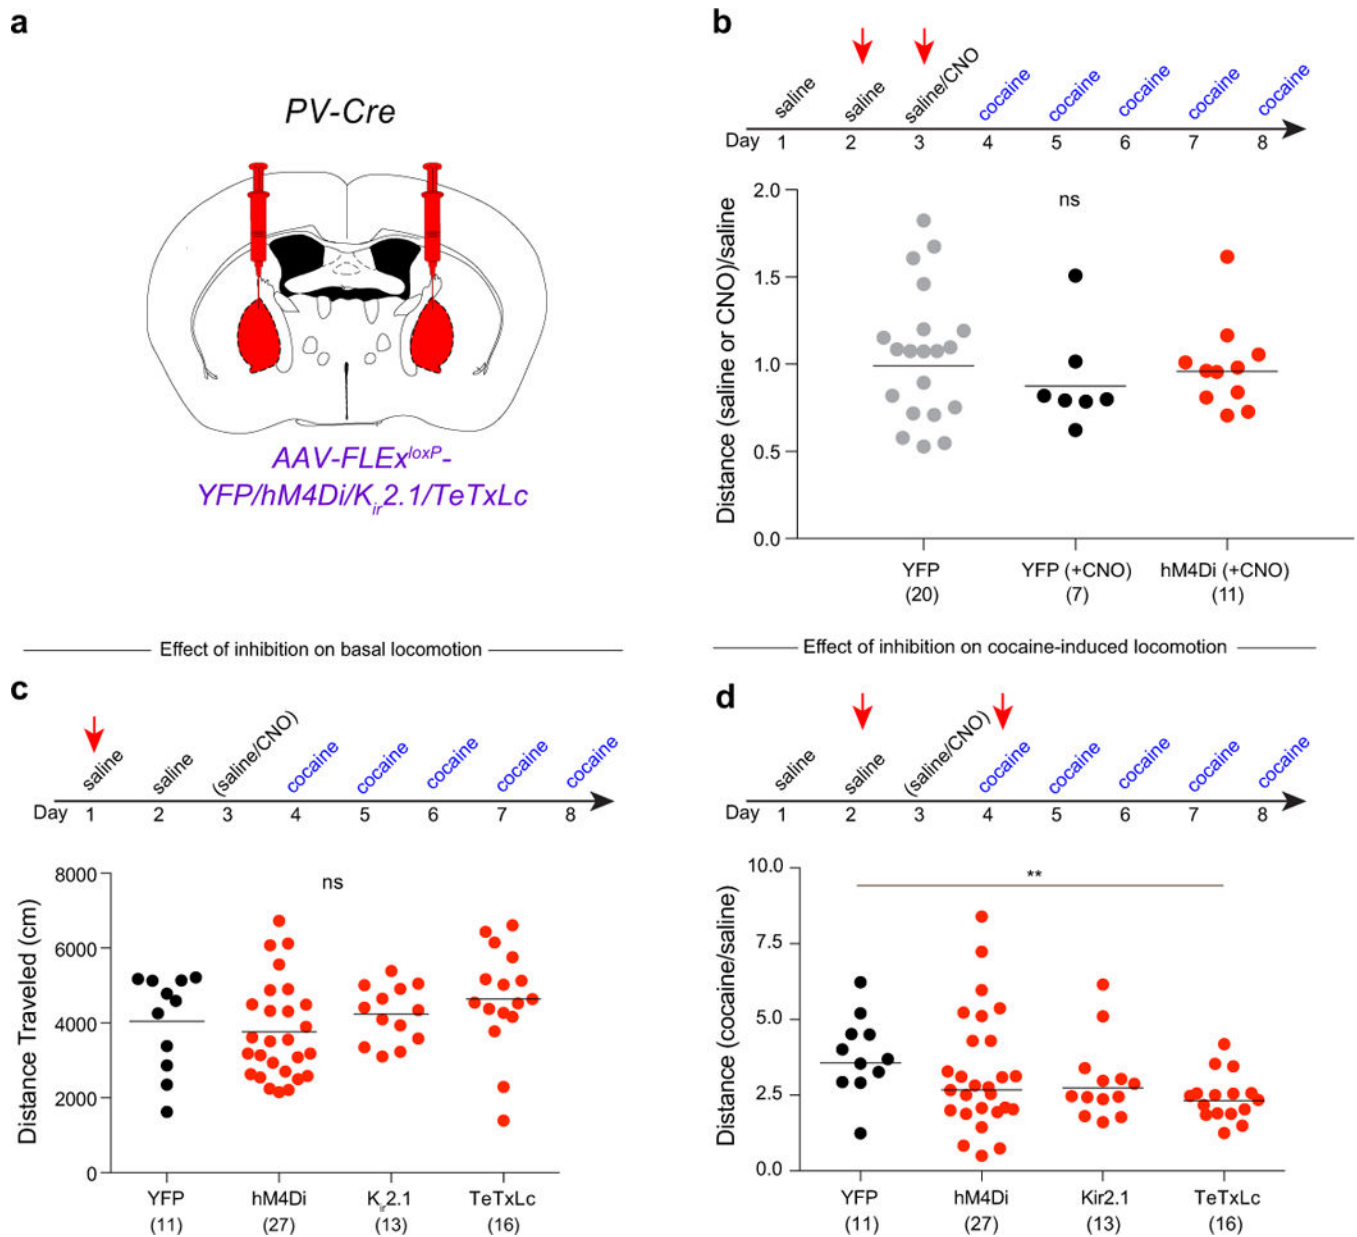 a
PV-Cre
AAV-FLEx^loxP-
YFP/hM4Di/K_ir2.1/TeTxLc
b
saline
saline
saline/CNO
cocaine
cocaine
cocaine
cocaine
cocaine
Day 1 2 3 4 5 6 7 8
Distance (saline or CNO)/saline
2.0
1.5
1.0
0.5
0.0
ns
YFP YFP (+CNO) hM4Di (+CNO)
(20) (7) (11)
Effect of inhibition on basal locomotion
Effect of inhibition on cocaine-induced locomotion
c
saline
saline
(saline/CNO)
cocaine
cocaine
cocaine
cocaine
cocaine
Day 1 2 3 4 5 6 7 8
Distance Traveled (cm)
8000
6000
4000
2000
0
ns
YFP hM4Di K_ir2.1 TeTxLc
(11) (27) (13) (16)
d
saline
saline
(saline/CNO)
cocaine
cocaine
cocaine
cocaine
cocaine
Day 1 2 3 4 5 6 7 8
Distance (cocaine/saline)
10.0
7.5
5.0
2.5
0.0
**
YFP hM4Di Kir2.1 TeTxLc
(11) (27) (13) (16)